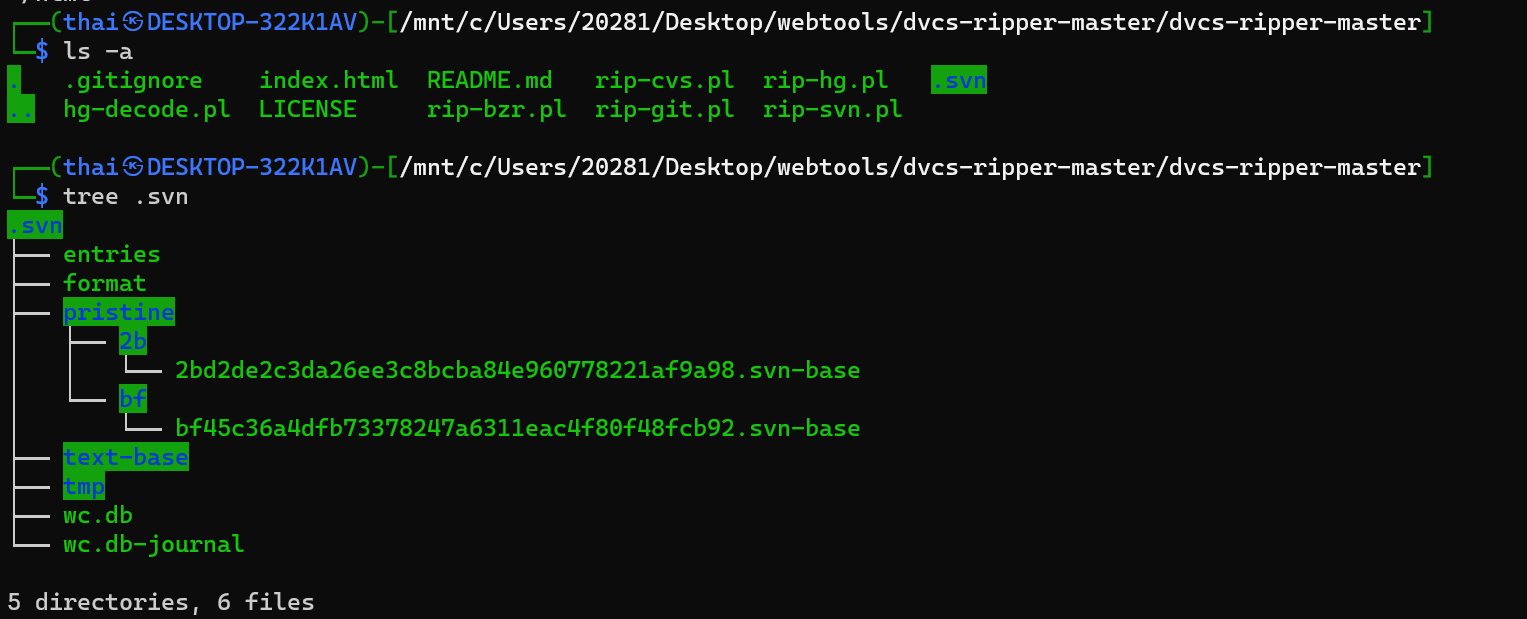 ┌──(thai㉿DESKTOP-322K1AV)-[/mnt/c/Users/20281/Desktop/webtools/dvcs-ripper-master/dvcs-ripper-master]
└─$ ls -a
.   .gitignore    index.html  README.md   rip-cvs.pl  rip-hg.pl   .svn
..  hg-decode.pl  LICENSE     rip-bzr.pl  rip-git.pl  rip-svn.pl
┌──(thai㉿DESKTOP-322K1AV)-[/mnt/c/Users/20281/Desktop/webtools/dvcs-ripper-master/dvcs-ripper-master]
└─$ tree .svn
.svn
├── entries
├── format
├── pristine
│   ├── 2b
│   │   └── 2bd2de2c3da26ee3c8bcba84e960778221af9a98.svn-base
│   └── bf
│       └── bf45c36a4dfb73378247a6311eac4f80f48fcb92.svn-base
├── text-base
├── tmp
├── wc.db
└── wc.db-journal
5 directories, 6 files